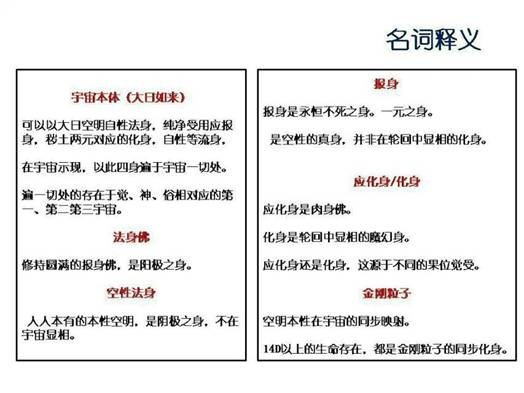 名词释义
宇宙本体（大日如来）
可以以大日空明自性法身，纯净受用应报
身，秽土两元对应的化身，自性等流身，
在宇宙示现，以此四身遍于宇宙一切处。
遍一切处的存在于觉、神、俗相对应的第
一、第二第三宇宙。
法身佛
修持圆满的报身佛，是阳极之身。
空性法身
人人本有的本性空明，是阴极之身，不在
宇宙显相。
报身
报身是永恒不死之身。一元之身。
是空性的真身，并非在轮回中显相的化身。
应化身/化身
应化身是肉身佛。
化身是轮回中显相的魔幻身。
应化身还是化身，这源于不同的果位觉受。
金刚粒子
空明本性在宇宙的同步映射。
14D以上的生命存在，都是金刚粒子的同步化身。